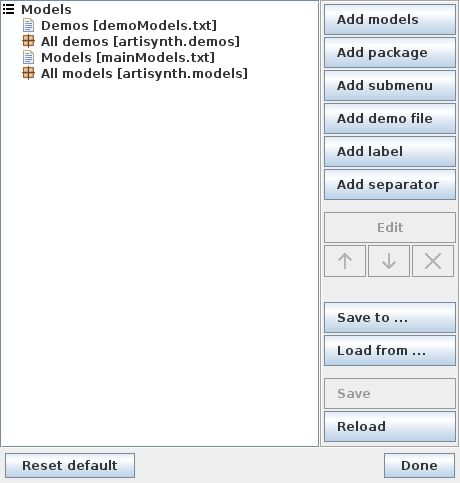 Models
Demos [demoModels.txt]
All demos [artisynth.demos]
Models [mainModels.txt]
All models [artisynth.models]
Add models
Add package
Add submenu
Add demo file
Add label
Add separator
Edit
Save to ...
Load from ...
Save
Reload
Reset default
Done